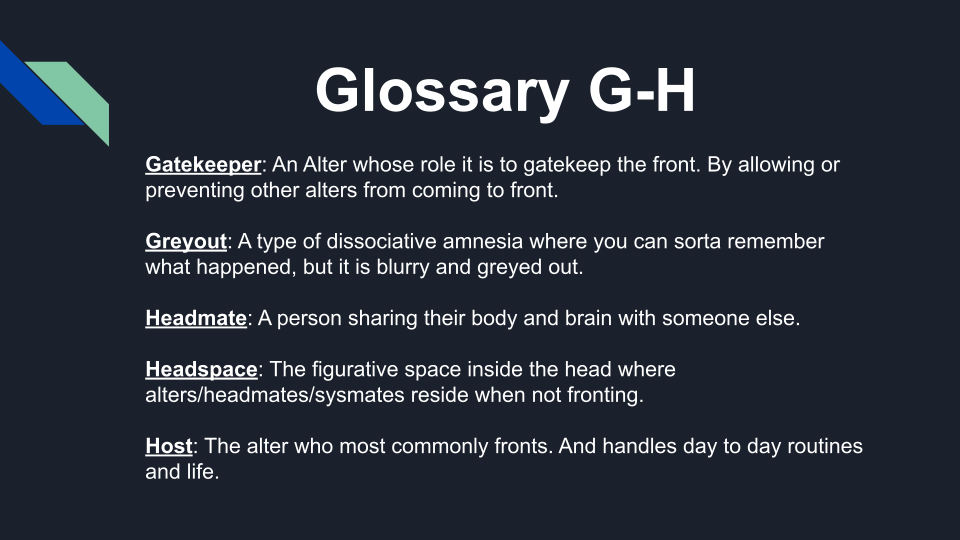 Glossary G-H
Gatekeeper: An Alter whose role it is to gatekeep the front. By allowing or
preventing other alters from coming to front.
Greyout: A type of dissociative amnesia where you can sorta remember
what happened, but it is blurry and greyed out.
Headmate: A person sharing their body and brain with someone else.
Headspace: The figurative space inside the head where
alters/headmates/sysmates reside when not fronting.
Host: The alter who most commonly fronts. And handles day to day routines
and life.